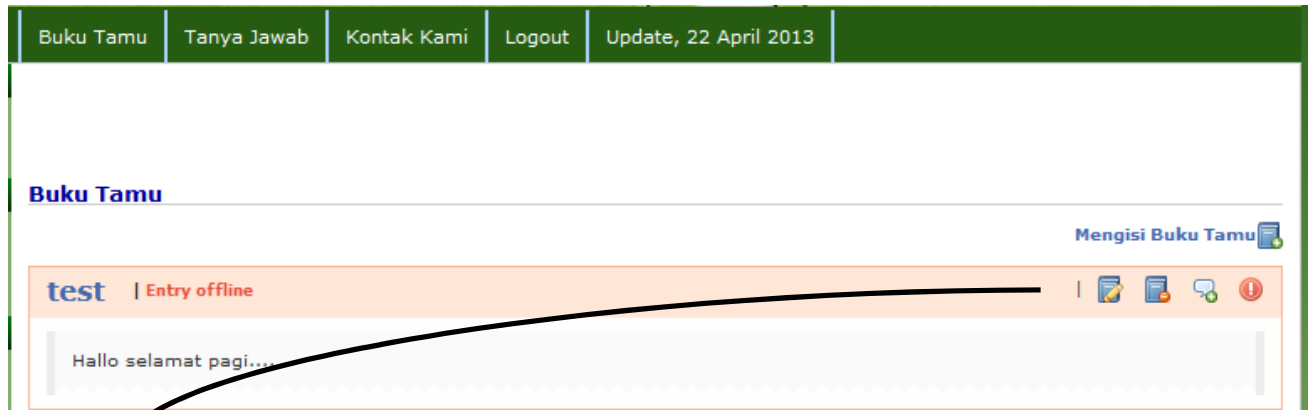 Buku Tamu Tanya Jawab Kontak Kami Logout Update, 22 April 2013
Buku Tamu
Mengisi Buku Tamu
test | Entry offline |
Hallo selamat pagi....